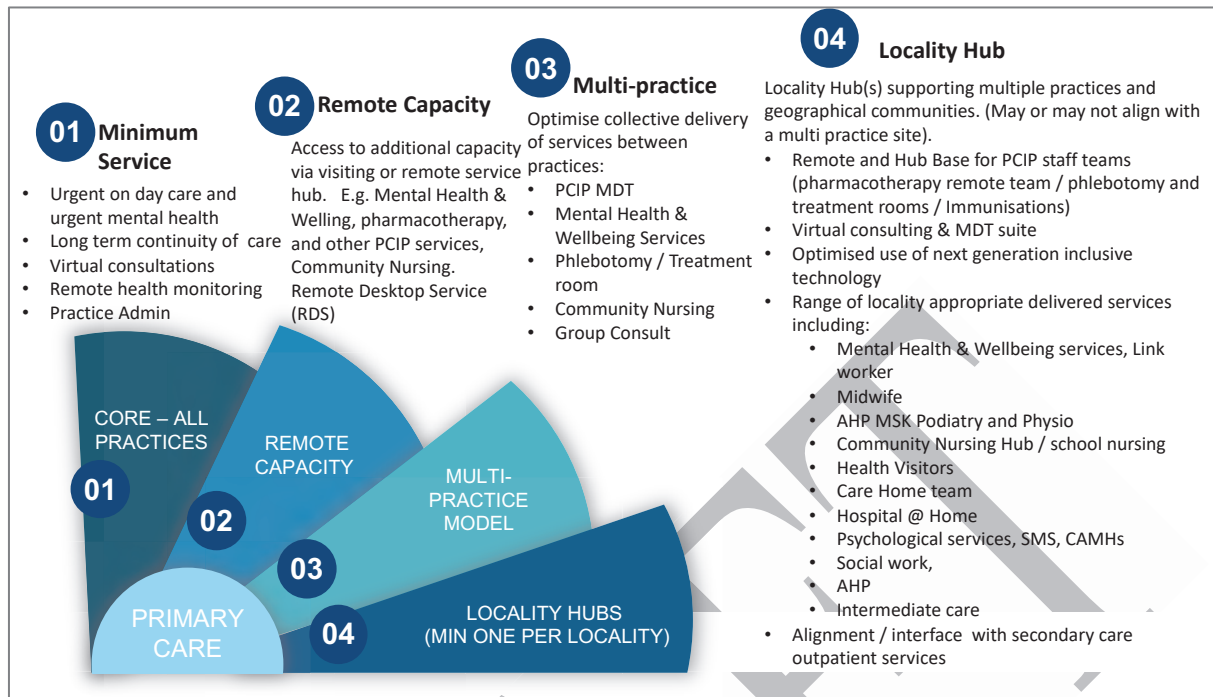 01
Minimum
Service
• Urgent on day care and
urgent mental health
• Long term continuity of care
• Virtual consultations
• Remote health monitoring
• Practice Admin
02
Remote Capacity
Access to additional capacity
via visiting or remote service
hub. E.g. Mental Health &
Welling, pharmacotherapy,
and other PCIP services,
Community Nursing.
Remote Desktop Service
(RDS)
03
Multi-practice
Optimise collective delivery
of services between
practices:
• PCIP MDT
• Mental Health &
Wellbeing Services
• Phlebotomy / Treatment
room
• Community Nursing
• Group Consult
04
Locality Hub
Locality Hub(s) supporting multiple practices and
geographical communities. (May or may not align with
a multi practice site).
• Remote and Hub Base for PCIP staff teams
(pharmacotherapy remote team / phlebotomy and
treatment rooms / Immunisations)
• Virtual consulting & MDT suite
• Optimised use of next generation inclusive
technology
• Range of locality appropriate delivered services
including:
• Mental Health & Wellbeing services, Link
worker
• Midwife
• AHP MSK Podiatry and Physio
• Community Nursing Hub / school nursing
• Health Visitors
• Care Home team
• Hospital @ Home
• Psychological services, SMS, CAMHs
• Social work,
• AHP
• Intermediate care
• Alignment / interface with secondary care
outpatient services
CORE – ALL
PRACTICES
01
REMOTE
CAPACITY
02
MULTI-
PRACTICE
MODEL
03
LOCALITY HUBS
(MIN ONE PER LOCALITY)
04
PRIMARY
CARE